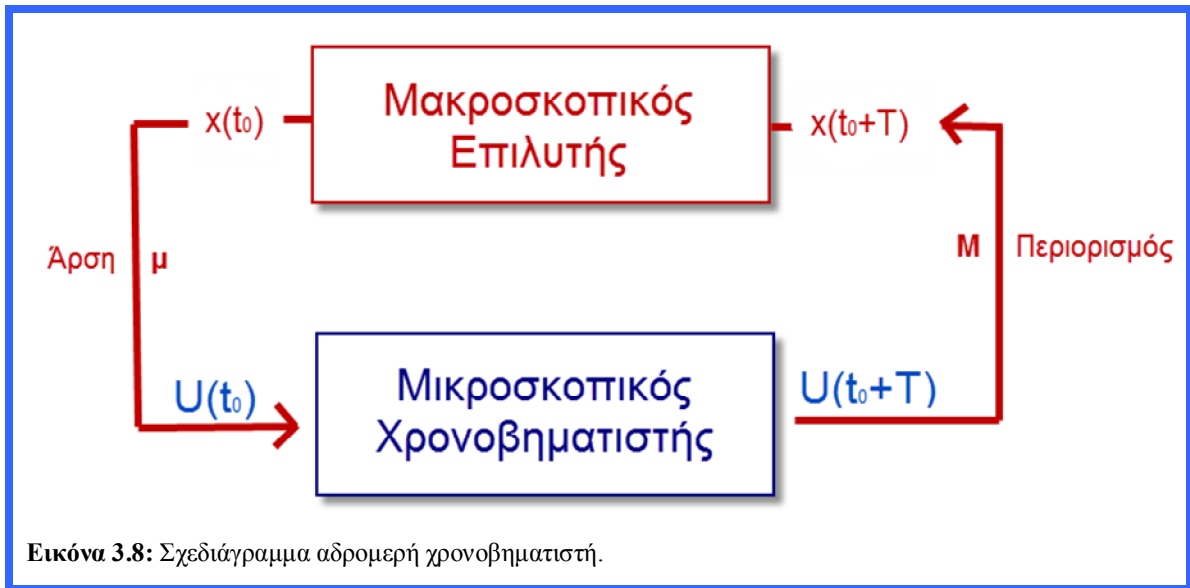 Μακροσκοπικός
Επιλυτής
x(t₀)
x(t₀+T)
Άρση μ
Μ Περιορισμός
U(t₀)
Μικροσκοπικός
Χρονοβηματιστής
U(t₀+T)
Εικόνα 3.8: Σχεδιάγραμμα αδρομερή χρονοβηματιστή.